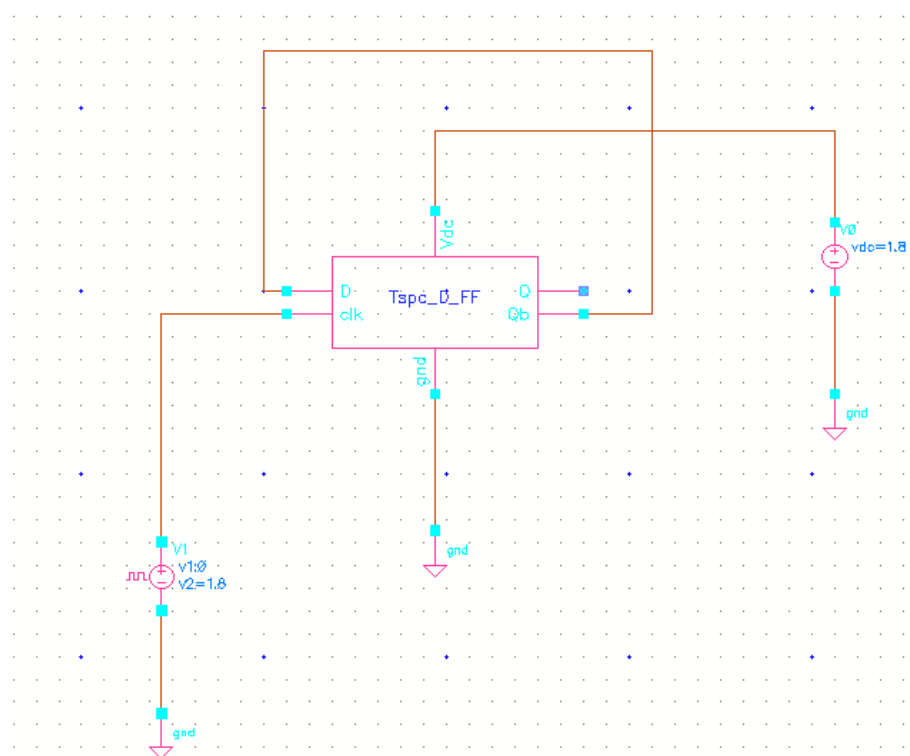 Vdc
V0
vdc=1.8
D
Tspc_D_FF
Q
clk
Qb
gnd
gnd
gnd
V1
v1:0
v2=1.8
gnd